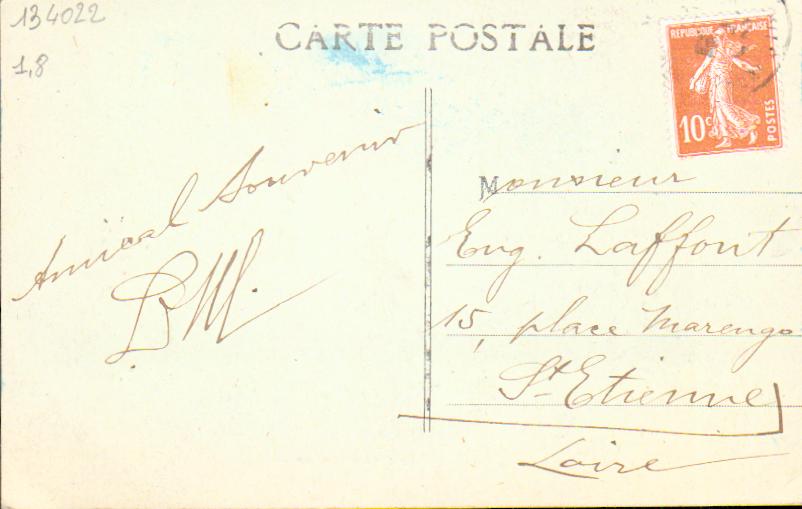 134022
1,8
CARTE POSTALE
REPUBLIQUE FRANÇAISE
10c
POSTES
Amical Souvenir
Monsieur
Eug. Laffont
15, place Marengo
St-Etienne
Loire